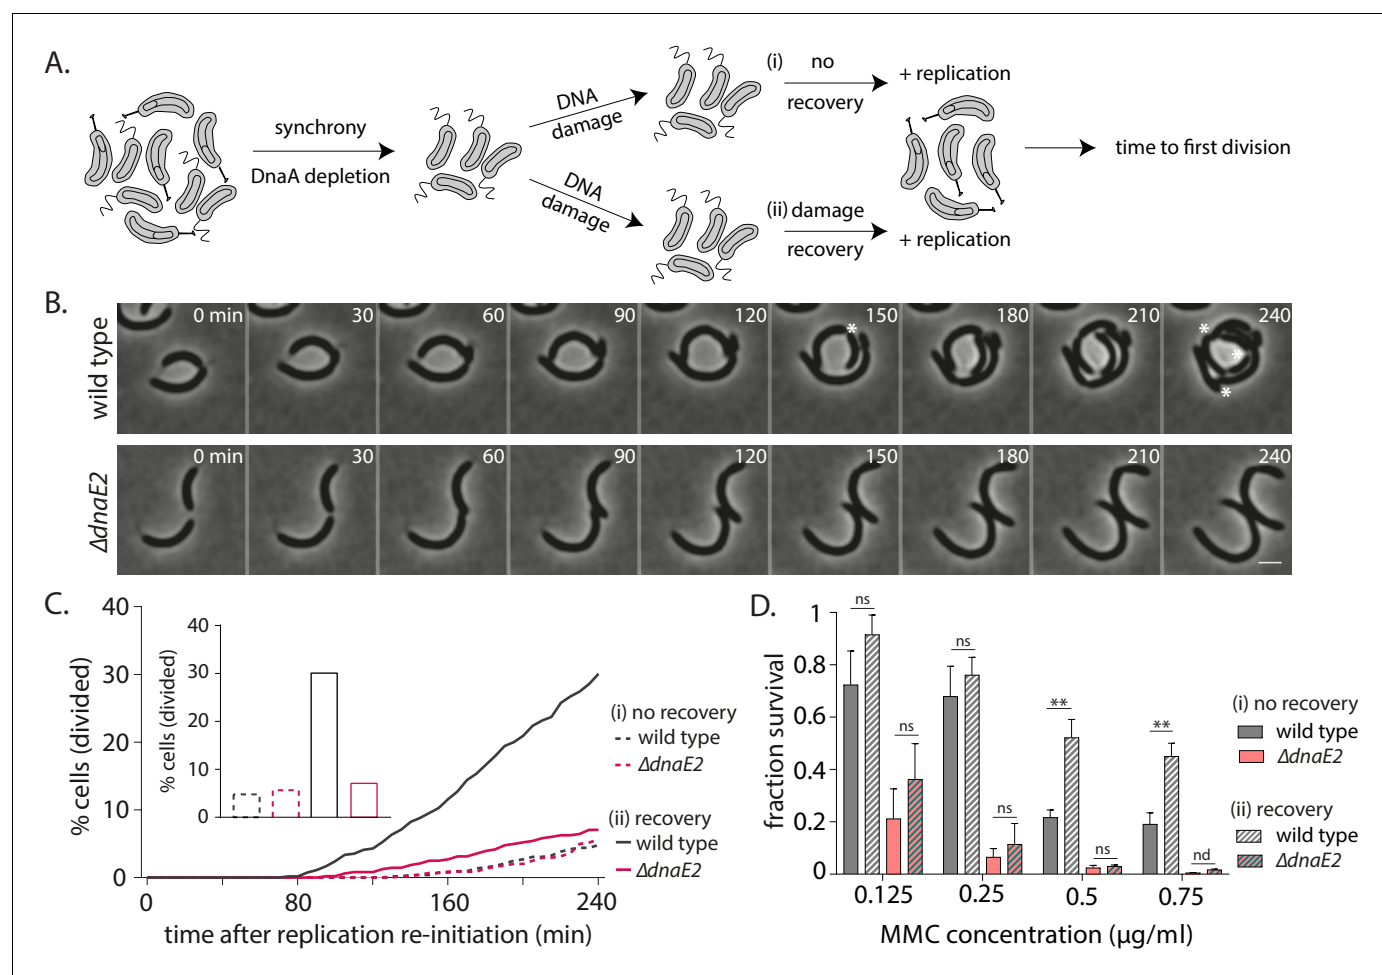 A.
synchrony
DnaA depletion
DNA
damage
DNA
damage
(i) no
recovery
(ii) damage
recovery
+ replication
+ replication
time to first division
B.
wild type
0 min 30 60 90 120 150 180 210 240
* * * *
ΔdnaE2
0 min 30 60 90 120 150 180 210 240
C.
% cells (divided)
40
30
20
10
0
0 80 160 240
time after replication re-initiation (min)
% cells (divided)
40
30
20
10
0
(i) no recovery
wild type
ΔdnaE2
(ii) recovery
wild type
ΔdnaE2
D.
fraction survival
1
0.8
0.6
0.4
0.2
0
ns ns ns ns ** ns ** nd
0.125 0.25 0.5 0.75
MMC concentration (μg/ml)
(i) no recovery
wild type
ΔdnaE2
(ii) recovery
wild type
ΔdnaE2